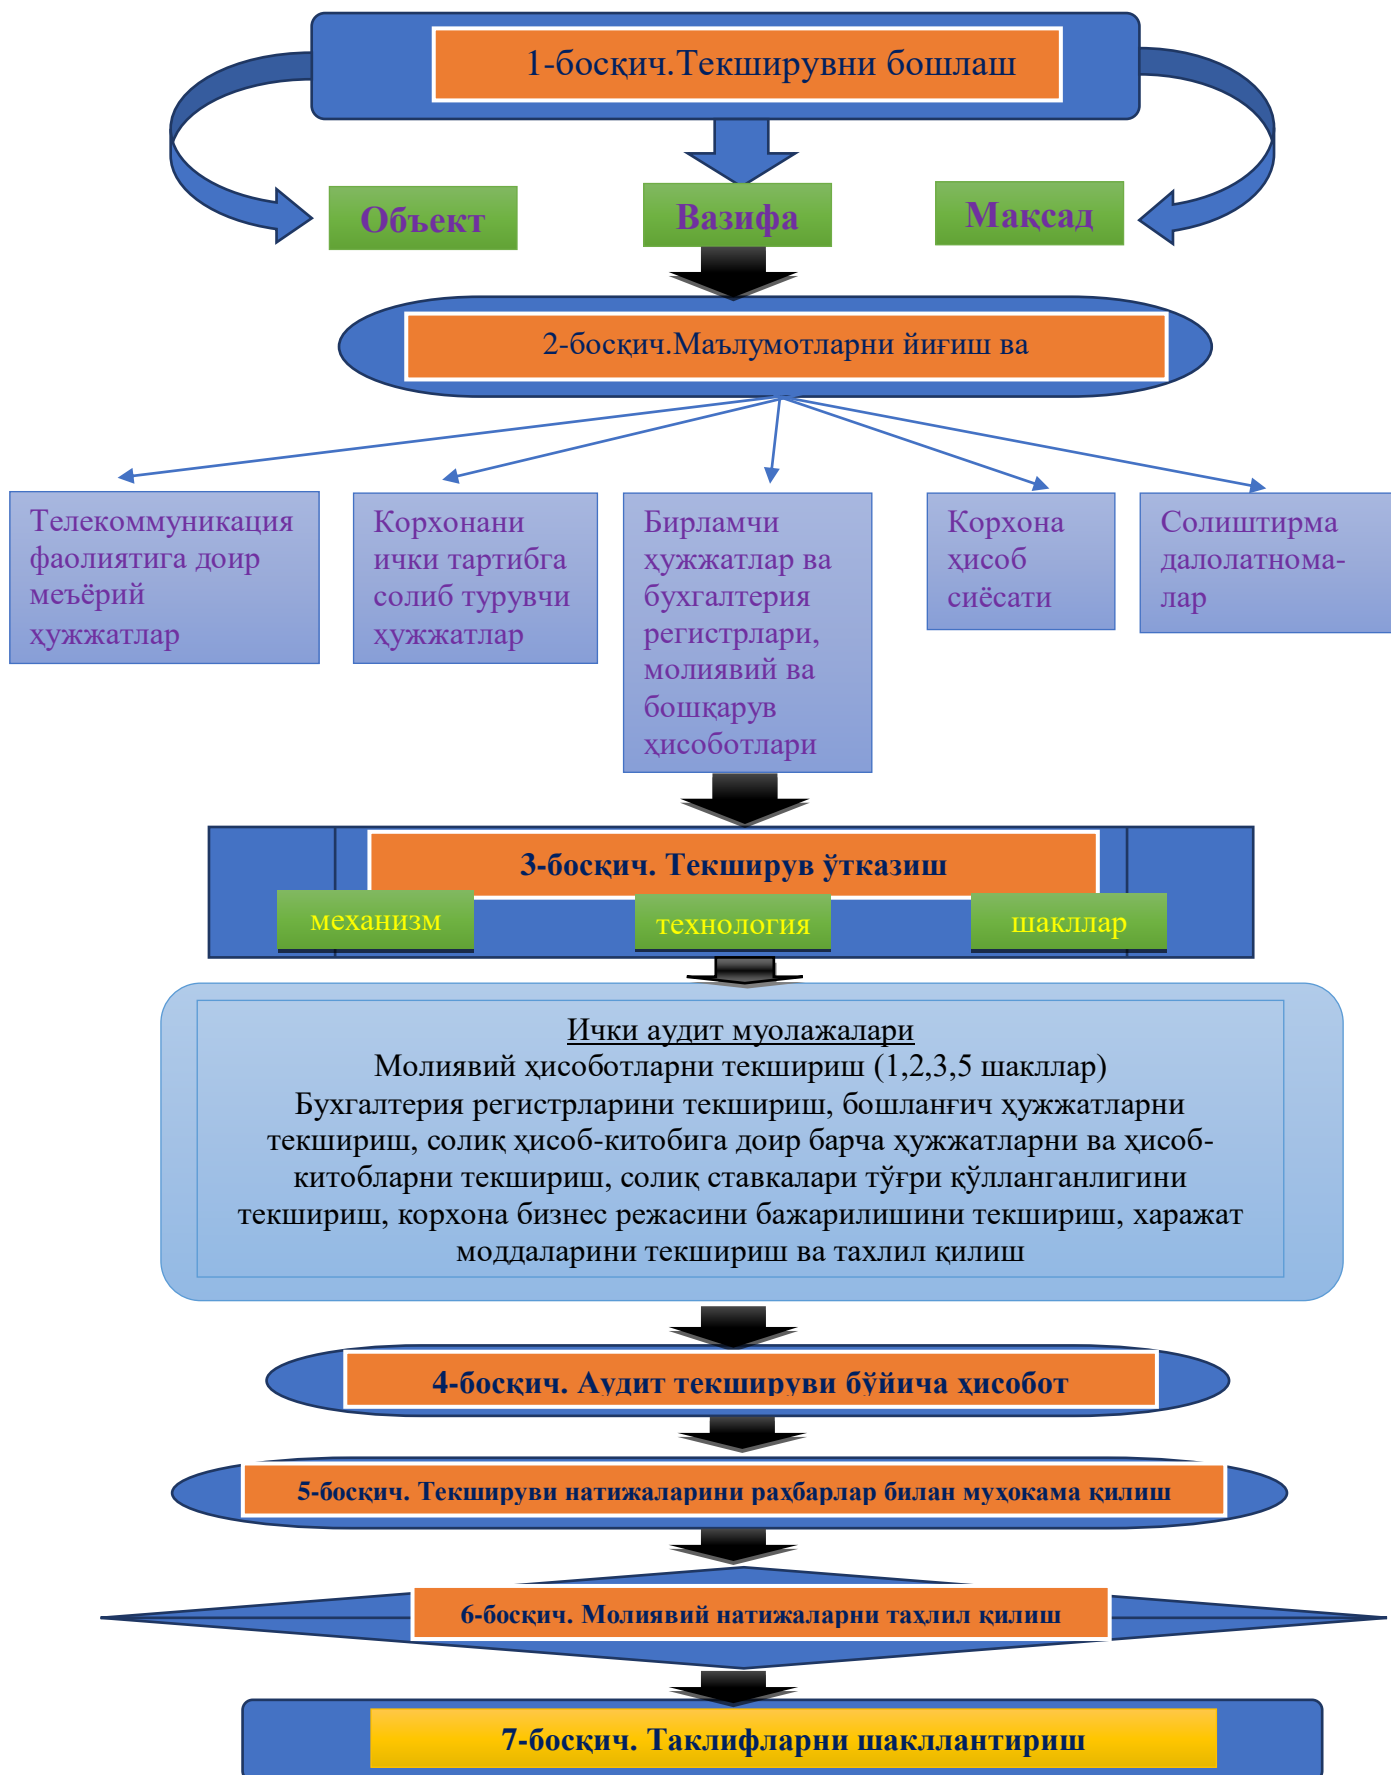 1-босқич.Текширувни бошлаш
Объект
Вазифа
Мақсад
2-босқич.Маълумотларни йиғиш ва
Телекоммуникация
фаолиятига доир
меъёрий
ҳужжатлар
Корхонани
ички тартибга
солиб турувчи
ҳужжатлар
Бирламчи
ҳужжатлар ва
бухгалтерия
регистрлари,
молиявий ва
бошқарув
ҳисоботлари
Корхона
ҳисоб
сиёсати
Солиштирма
далолатнома-
лар
3-босқич. Текширув ўтказиш
механизм
технология
шакллар
Ички аудит муолажалари
Молиявий ҳисоботларни текшириш (1,2,3,5 шакллар)
Бухгалтерия регистрларини текшириш, бошланғич ҳужжатларни
текшириш, солиқ ҳисоб-китобига доир барча ҳужжатларни ва ҳисоб-
китобларни текшириш, солиқ ставкалари тўғри қўлланганлигини
текшириш, корхона бизнес режасини бажарилишини текшириш, харажат
моддаларини текшириш ва тахлил қилиш
4-босқич. Аудит текшируви бўйича ҳисобот
5-босқич. Текшируви натижаларини раҳбарлар билан муҳокама қилиш
6-босқич. Молиявий натижаларни таҳлил қилиш
7-босқич. Таклифларни шакллантириш